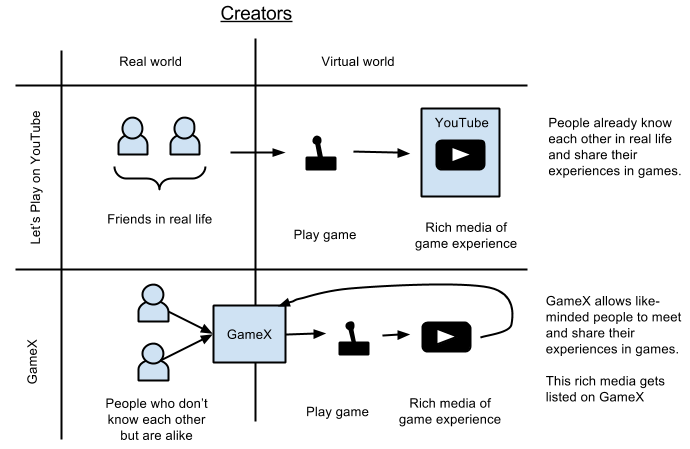 Creators
Real world
Virtual world
Let's Play on YouTube
Friends in real life
Play game
YouTube
Rich media of
game experience
People already know
each other in real life
and share their
experiences in games.
GameX
People who don't
know each other
but are alike
GameX
Play game
Rich media of
game experience
GameX allows like-
minded people to meet
and share their
experiences in games.
This rich media gets
listed on GameX